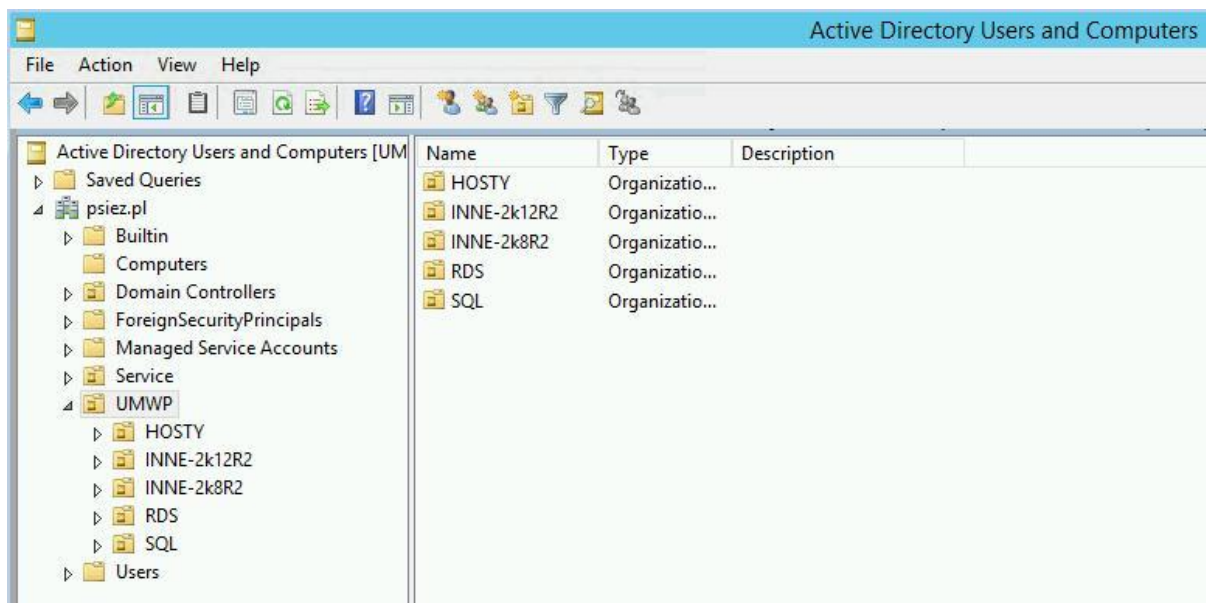 Active Directory Users and Computers
File Action View Help
Active Directory Users and Computers [UM
Saved Queries
psiez.pl
Builtin
Computers
Domain Controllers
ForeignSecurityPrincipals
Managed Service Accounts
Service
UMWP
HOSTY
INNE-2k12R2
INNE-2k8R2
RDS
SQL
Users
Name Type Description
HOSTY Organizatio...
INNE-2k12R2 Organizatio...
INNE-2k8R2 Organizatio...
RDS Organizatio...
SQL Organizatio...